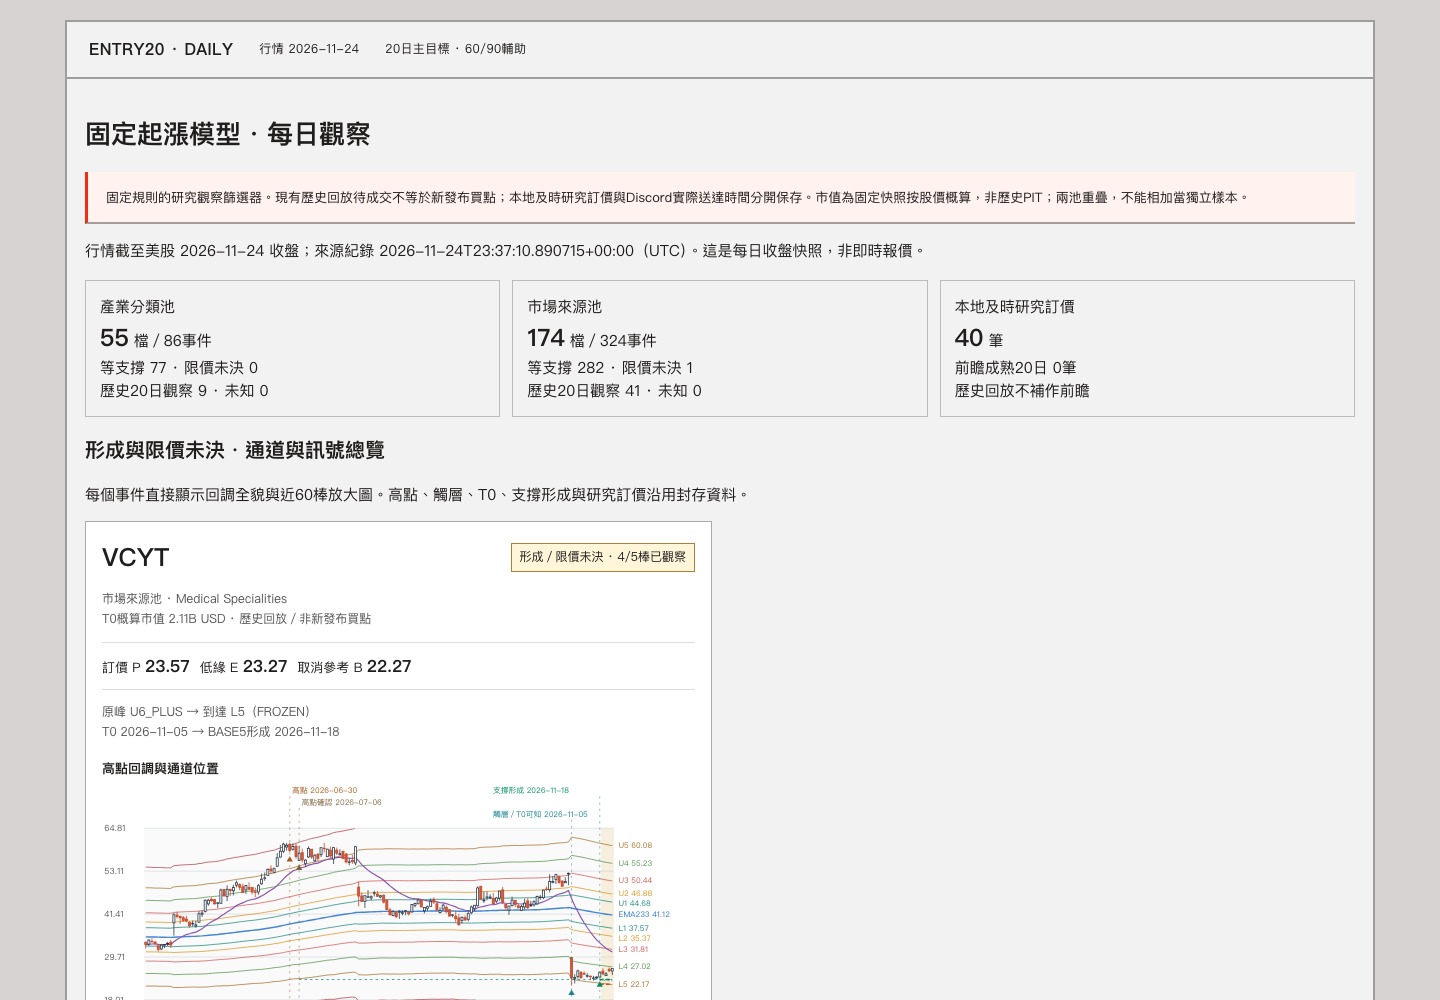 ENTRY20 · DAILY 行情 2026-11-24 20日主目標 · 60/90輔助
固定起漲模型 · 每日觀察
固定規則的研究觀察篩選器。現有歷史回放待成交不等於新發布買點；本地及時研究訂價與Discord實際送達時間分開保存。市值為固定快照按股價概算，非歷史PIT；兩池重疊，不能相加當獨立樣本。
行情截至美股 2026-11-24 收盤；來源紀錄 2026-11-24T23:37:10.890715+00:00（UTC）。這是每日收盤快照，非即時報價。
產業分類池
55 檔 / 86事件
等支撐 77 · 限價未決 0
歷史20日觀察 9 · 未知 0
市場來源池
174 檔 / 324事件
等支撐 282 · 限價未決 1
歷史20日觀察 41 · 未知 0
本地及時研究訂價
40 筆
前瞻成熟20日 0筆
歷史回放不補作前瞻
形成與限價未決 · 通道與訊號總覽
每個事件直接顯示回調全貌與近60棒放大圖。高點、觸層、T0、支撐形成與研究訂價沿用封存資料。
VCYT
形成 / 限價未決 · 4/5棒已觀察
市場來源池 · Medical Specialities
T0概算市值 2.11B USD · 歷史回放 / 非新發布買點
訂價 P 23.57 低緣 E 23.27 取消參考 B 22.27
原峰 U6_PLUS → 到達 L5（FROZEN）
T0 2026-11-05 → BASE5形成 2026-11-18
高點回調與通道位置
高點 2026-06-30
支撐形成 2026-11-18
高點確認 2026-07-06
觸層 / T0可知 2026-11-05
64.81
53.11
41.41
29.71
18.01
U5 60.08
U4 55.23
U3 50.44
U2 46.88
U1 44.68
EMA233 41.12
L1 37.57
L2 35.37
L3 31.81
L4 27.02
L5 22.17